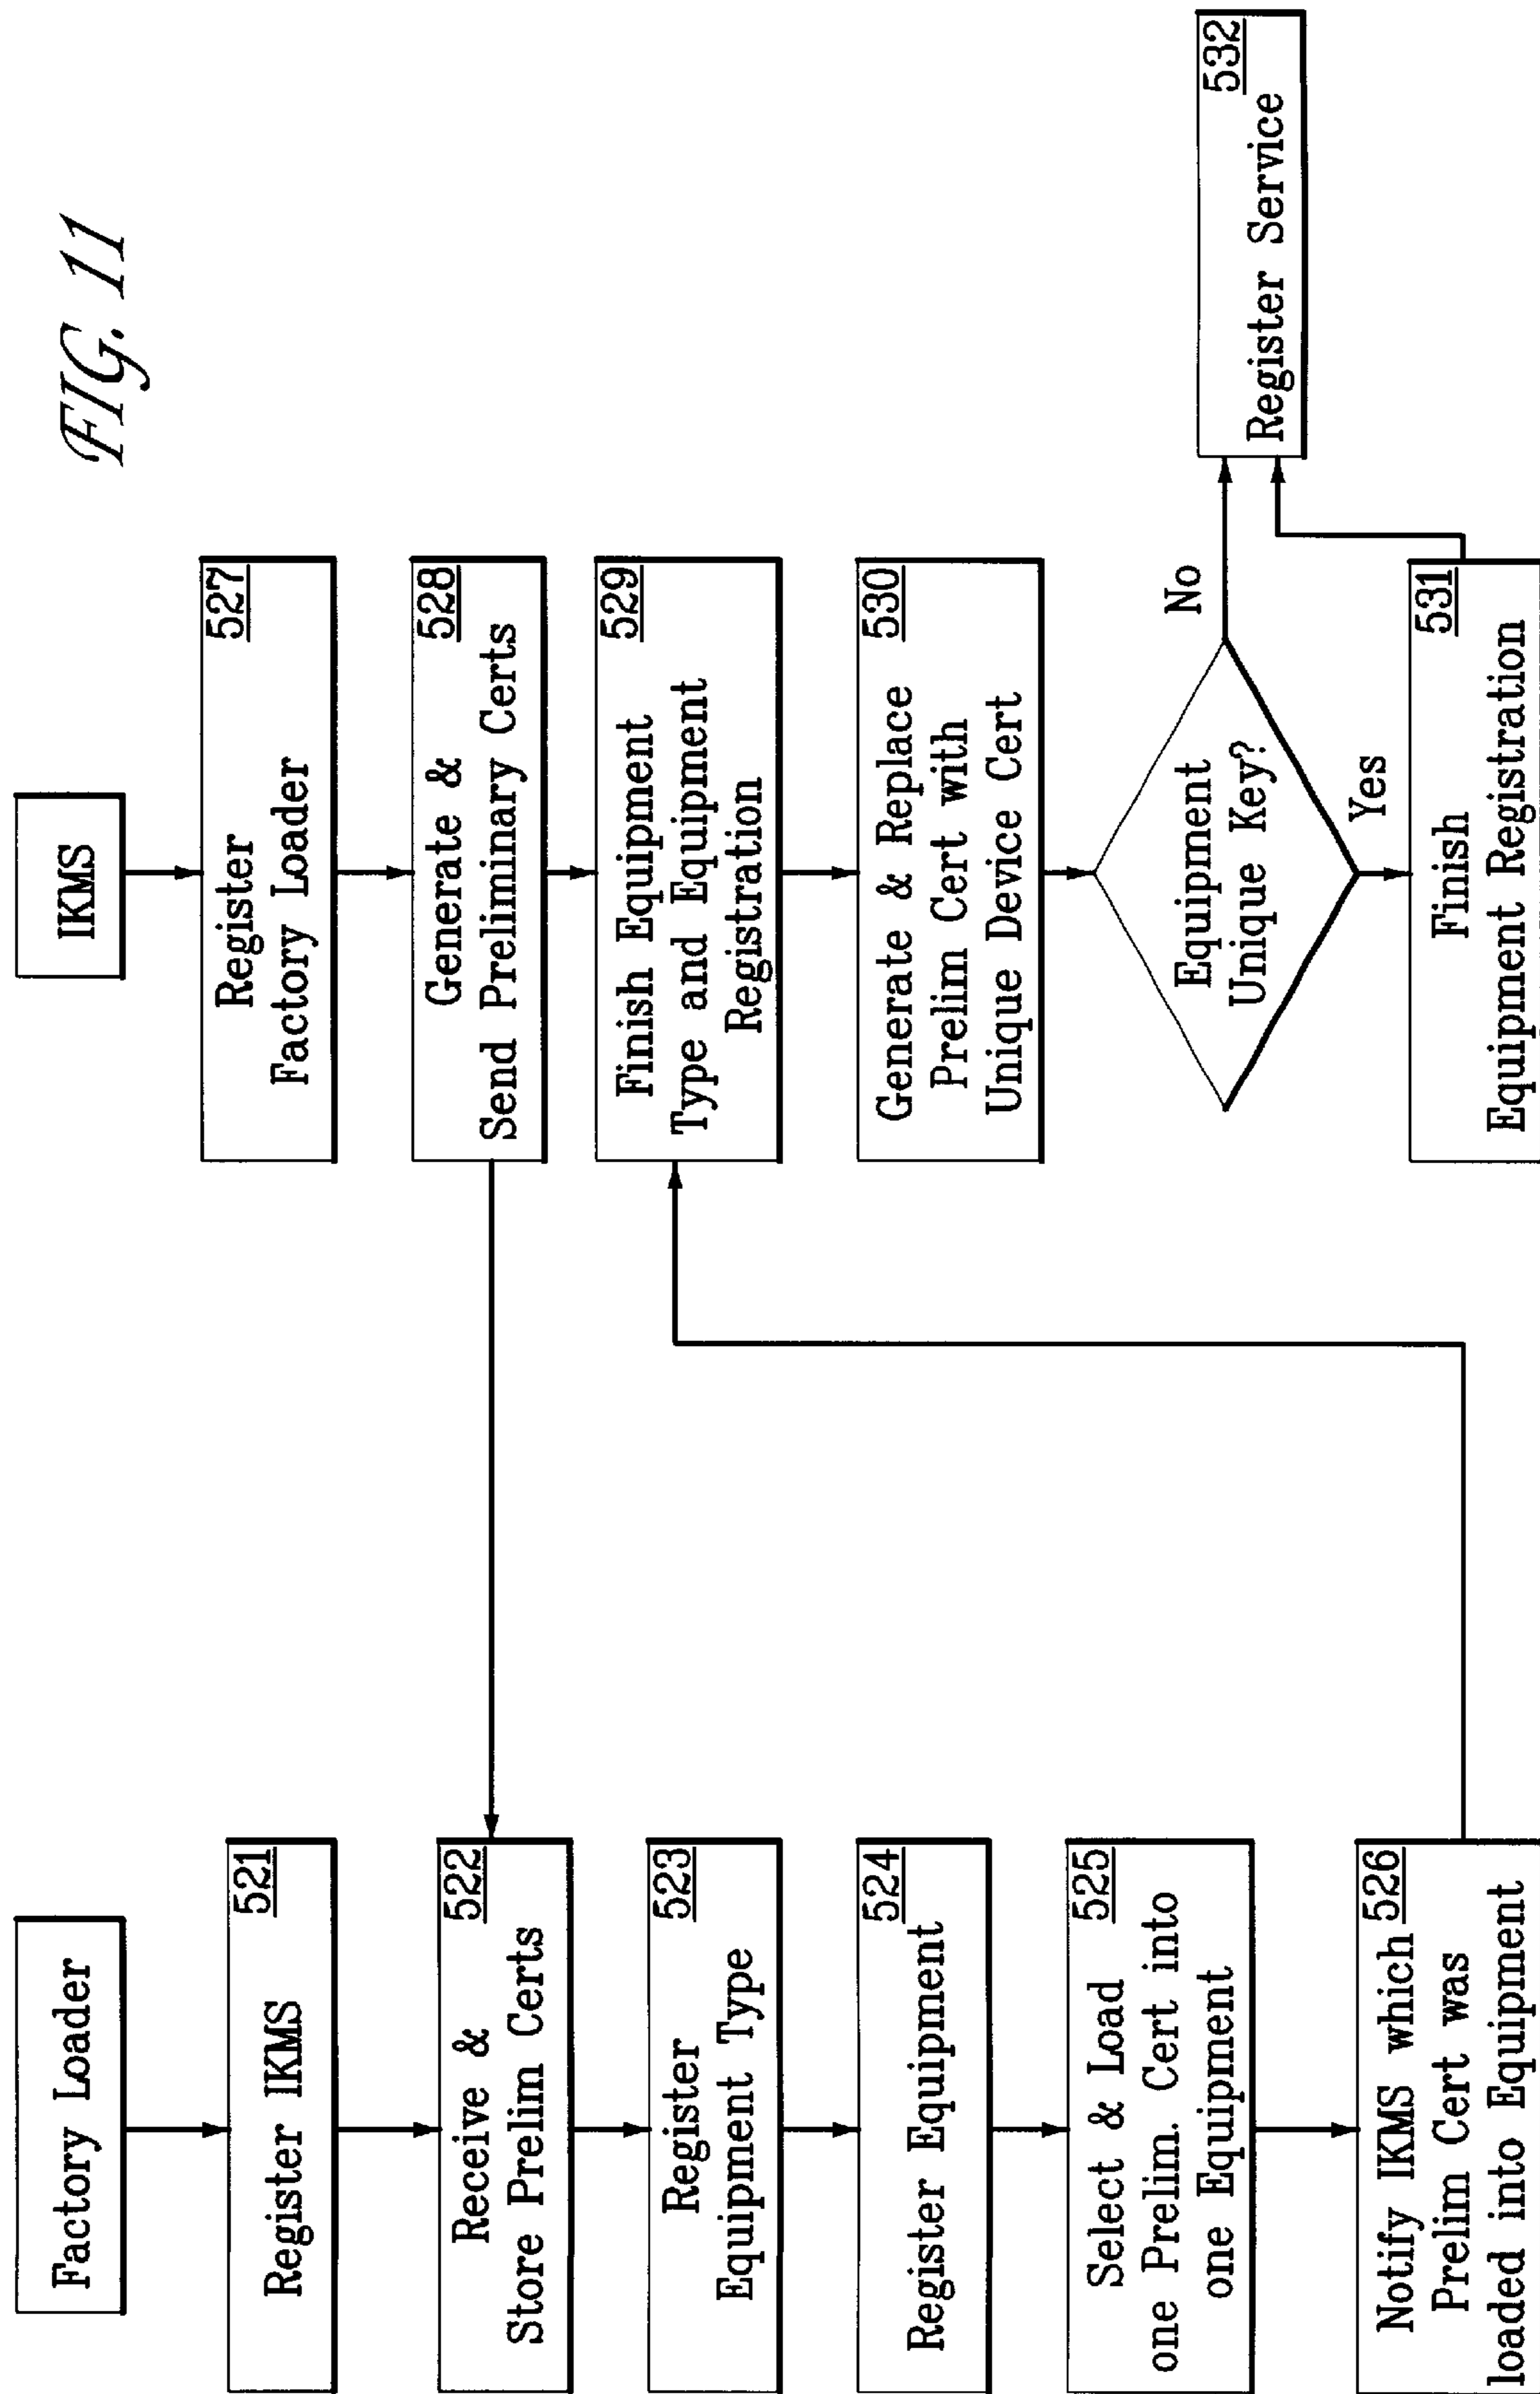 FIG. 11
Factory Loader
521
Register IKMS
522
Receive &
Store Prelim Certs
523
Register
Equipment Type
524
Register Equipment
525
Select & Load
one Prelim. Cert into
one Equipment
526
Notify IKMS which
Prelim Cert was
loaded into Equipment
IKMS
527
Register
Factory Loader
528
Generate &
Send Preliminary Certs
529
Finish Equipment
Type and Equipment
Registration
530
Generate & Replace
Prelim Cert with
Unique Device Cert
Equipment
Unique Key?
No
Yes
531
Finish
Equipment Registration
532
Register Service